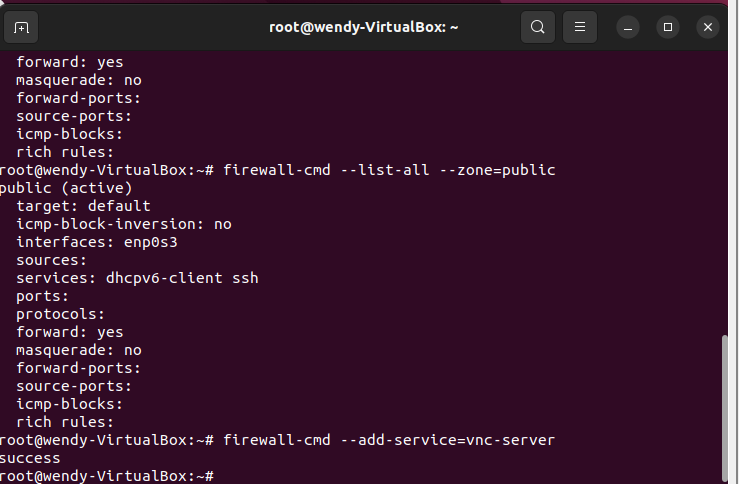 root@wendy-VirtualBox: ~
forward: yes
masquerade: no
forward-ports:
source-ports:
icmp-blocks:
rich rules:
root@wendy-VirtualBox:~# firewall-cmd --list-all --zone=public
public (active)
target: default
icmp-block-inversion: no
interfaces: enp0s3
sources:
services: dhcpv6-client ssh
ports:
protocols:
forward: yes
masquerade: no
forward-ports:
source-ports:
icmp-blocks:
rich rules:
root@wendy-VirtualBox:~# firewall-cmd --add-service=vnc-server
success
root@wendy-VirtualBox:~#